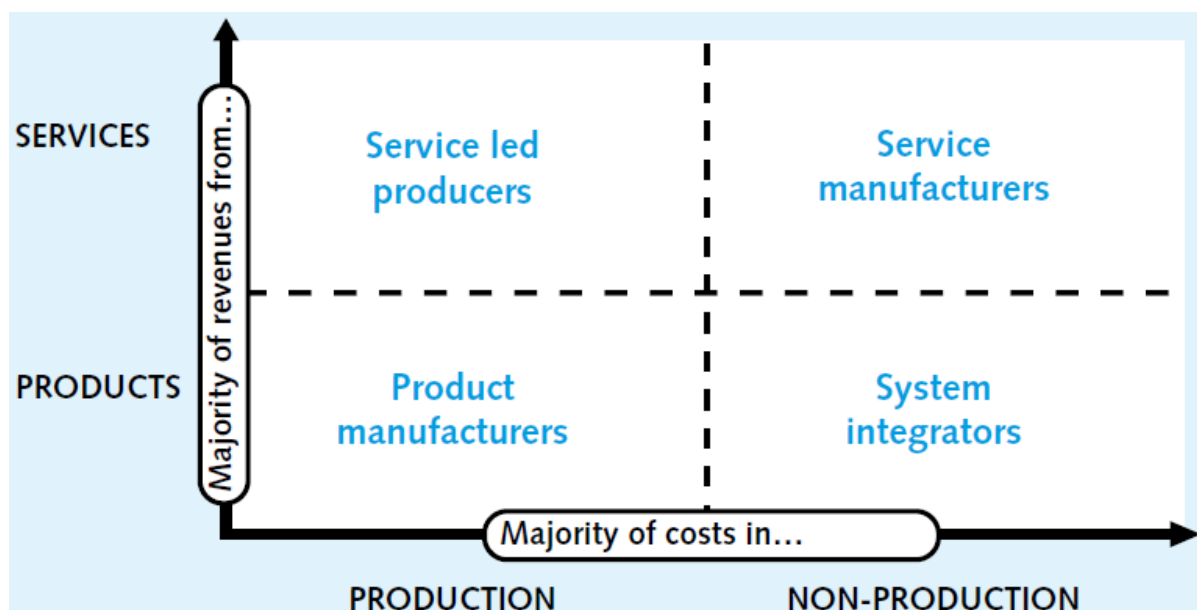 SERVICES
PRODUCTS
Majority of revenues from...
Service led
producers
Service
manufacturers
Product
manufacturers
System
integrators
Majority of costs in...
PRODUCTION
NON-PRODUCTION